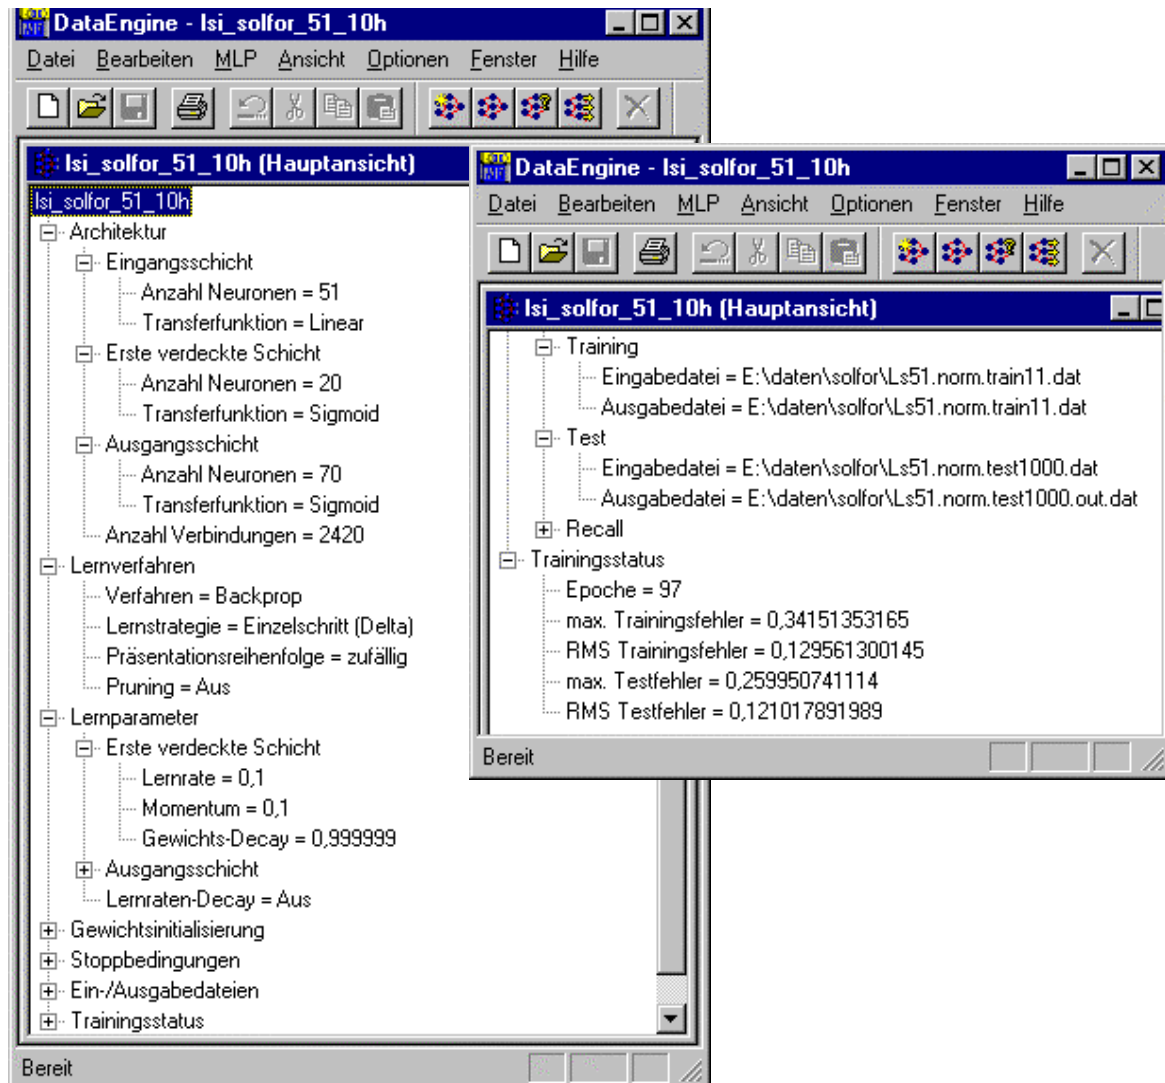 DataEngine - lsi_solfor_51_10h
Datei Bearbeiten MLP Ansicht Optionen Fenster Hilfe
lsi_solfor_51_10h (Hauptansicht)
lsi_solfor_51_10h
Architektur
Eingangsschicht
Anzahl Neuronen = 51
Transferfunktion = Linear
Erste verdeckte Schicht
Anzahl Neuronen = 20
Transferfunktion = Sigmoid
Ausgangsschicht
Anzahl Neuronen = 70
Transferfunktion = Sigmoid
Anzahl Verbindungen = 2420
Lernverfahren
Verfahren = Backprop
Lernstrategie = Einzelschritt (Delta)
Präsentationsreihenfolge = zufällig
Pruning = Aus
Lernparameter
Erste verdeckte Schicht
Lernrate = 0,1
Momentum = 0,1
Gewichts-Decay = 0,999999
Ausgangsschicht
Lernraten-Decay = Aus
Gewichtsinitialisierung
Stoppbedingungen
Ein-/Ausgabedateien
Trainingsstatus
Bereit
DataEngine - lsi_solfor_51_10h
Datei Bearbeiten MLP Ansicht Optionen Fenster Hilfe
lsi_solfor_51_10h (Hauptansicht)
Training
Eingabedatei = E:\daten\solfor\Ls51.norm.train11.dat
Ausgabedatei = E:\daten\solfor\Ls51.norm.train11.dat
Test
Eingabedatei = E:\daten\solfor\Ls51.norm.test1000.dat
Ausgabedatei = E:\daten\solfor\Ls51.norm.test1000.out.dat
Recall
Trainingsstatus
Epoche = 97
max. Trainingsfehler = 0,34151353165
RMS Trainingsfehler = 0,129561300145
max. Testfehler = 0,259950741114
RMS Testfehler = 0,121017891989
Bereit